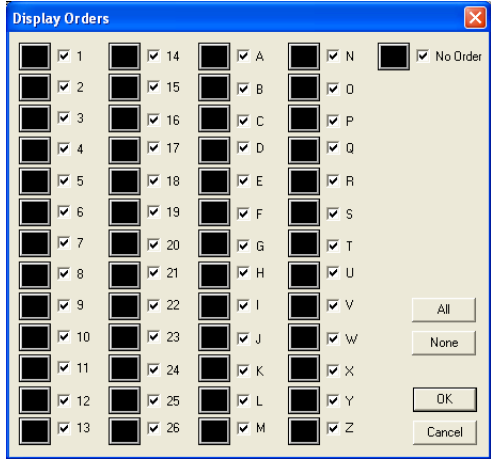 Display Orders
1 14 A N No Order
2 15 B O
3 16 C P
4 17 D Q
5 18 E R
6 19 F S
7 20 G T
8 21 H U
9 22 I V
10 23 J W
11 24 K X
12 25 L Y
13 26 M Z
All
None
OK
Cancel